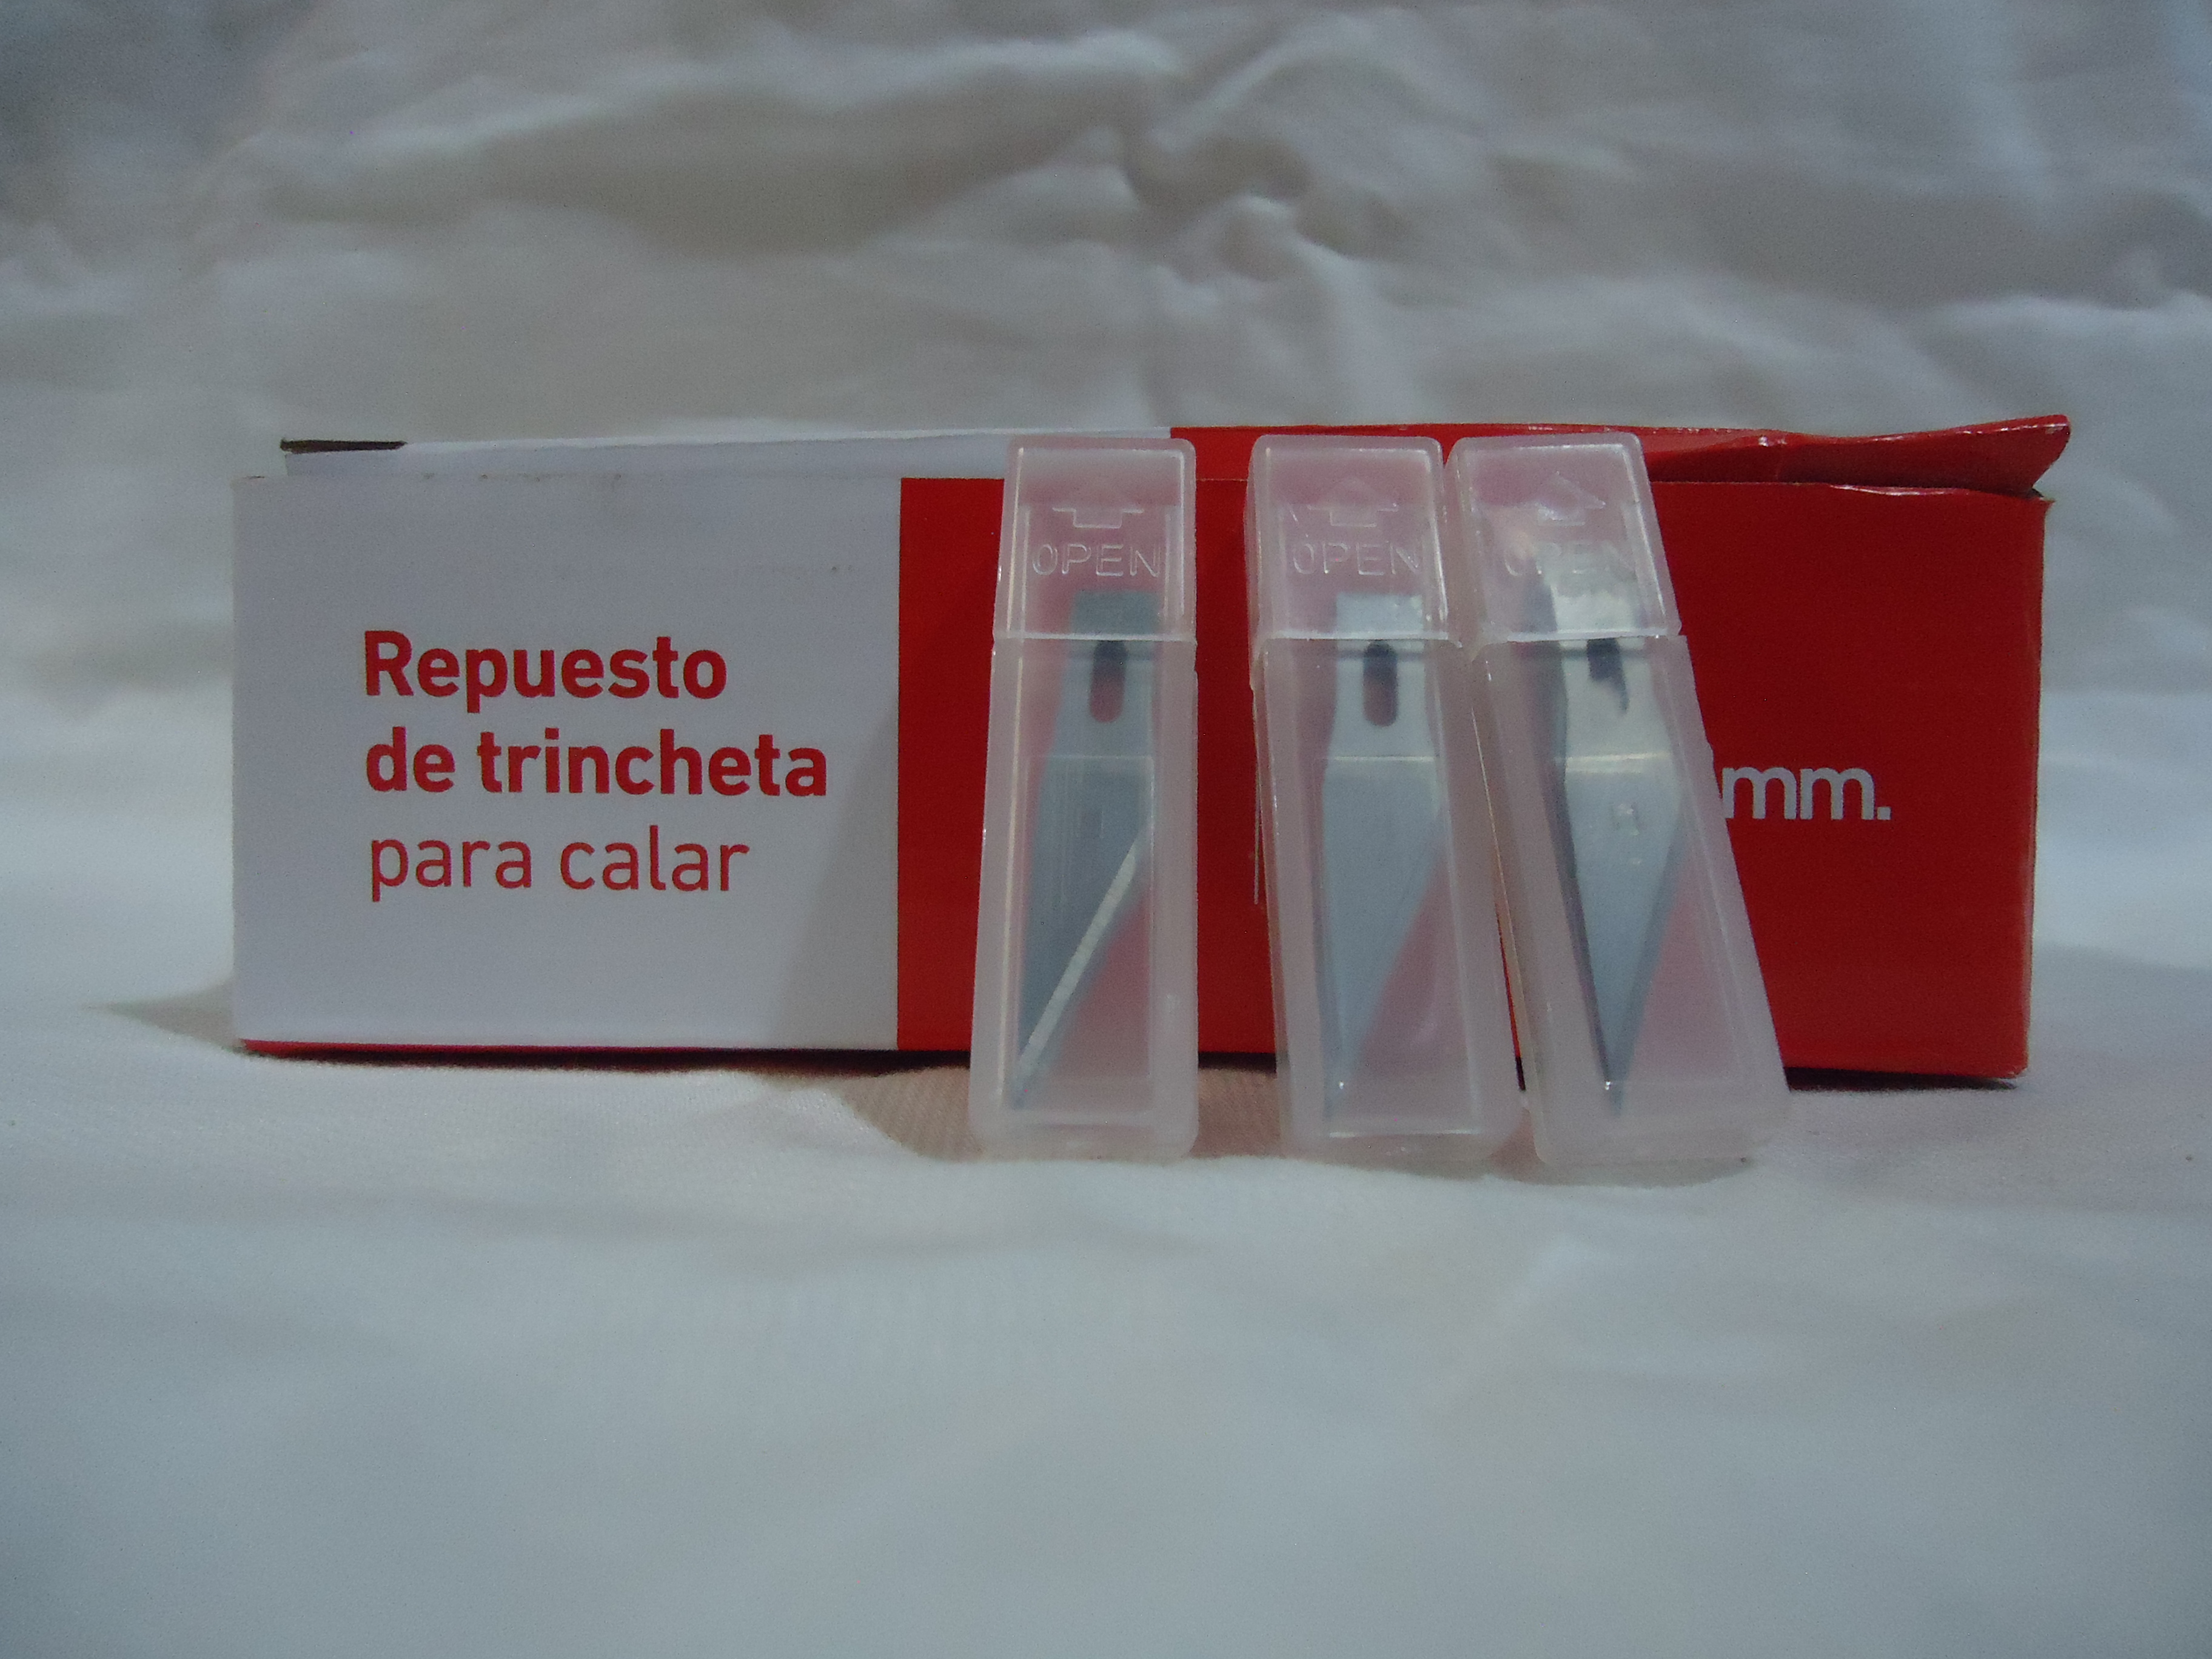 Repuesto
de trincheta
para calar
OPEN
OPEN
OPEN
mm.